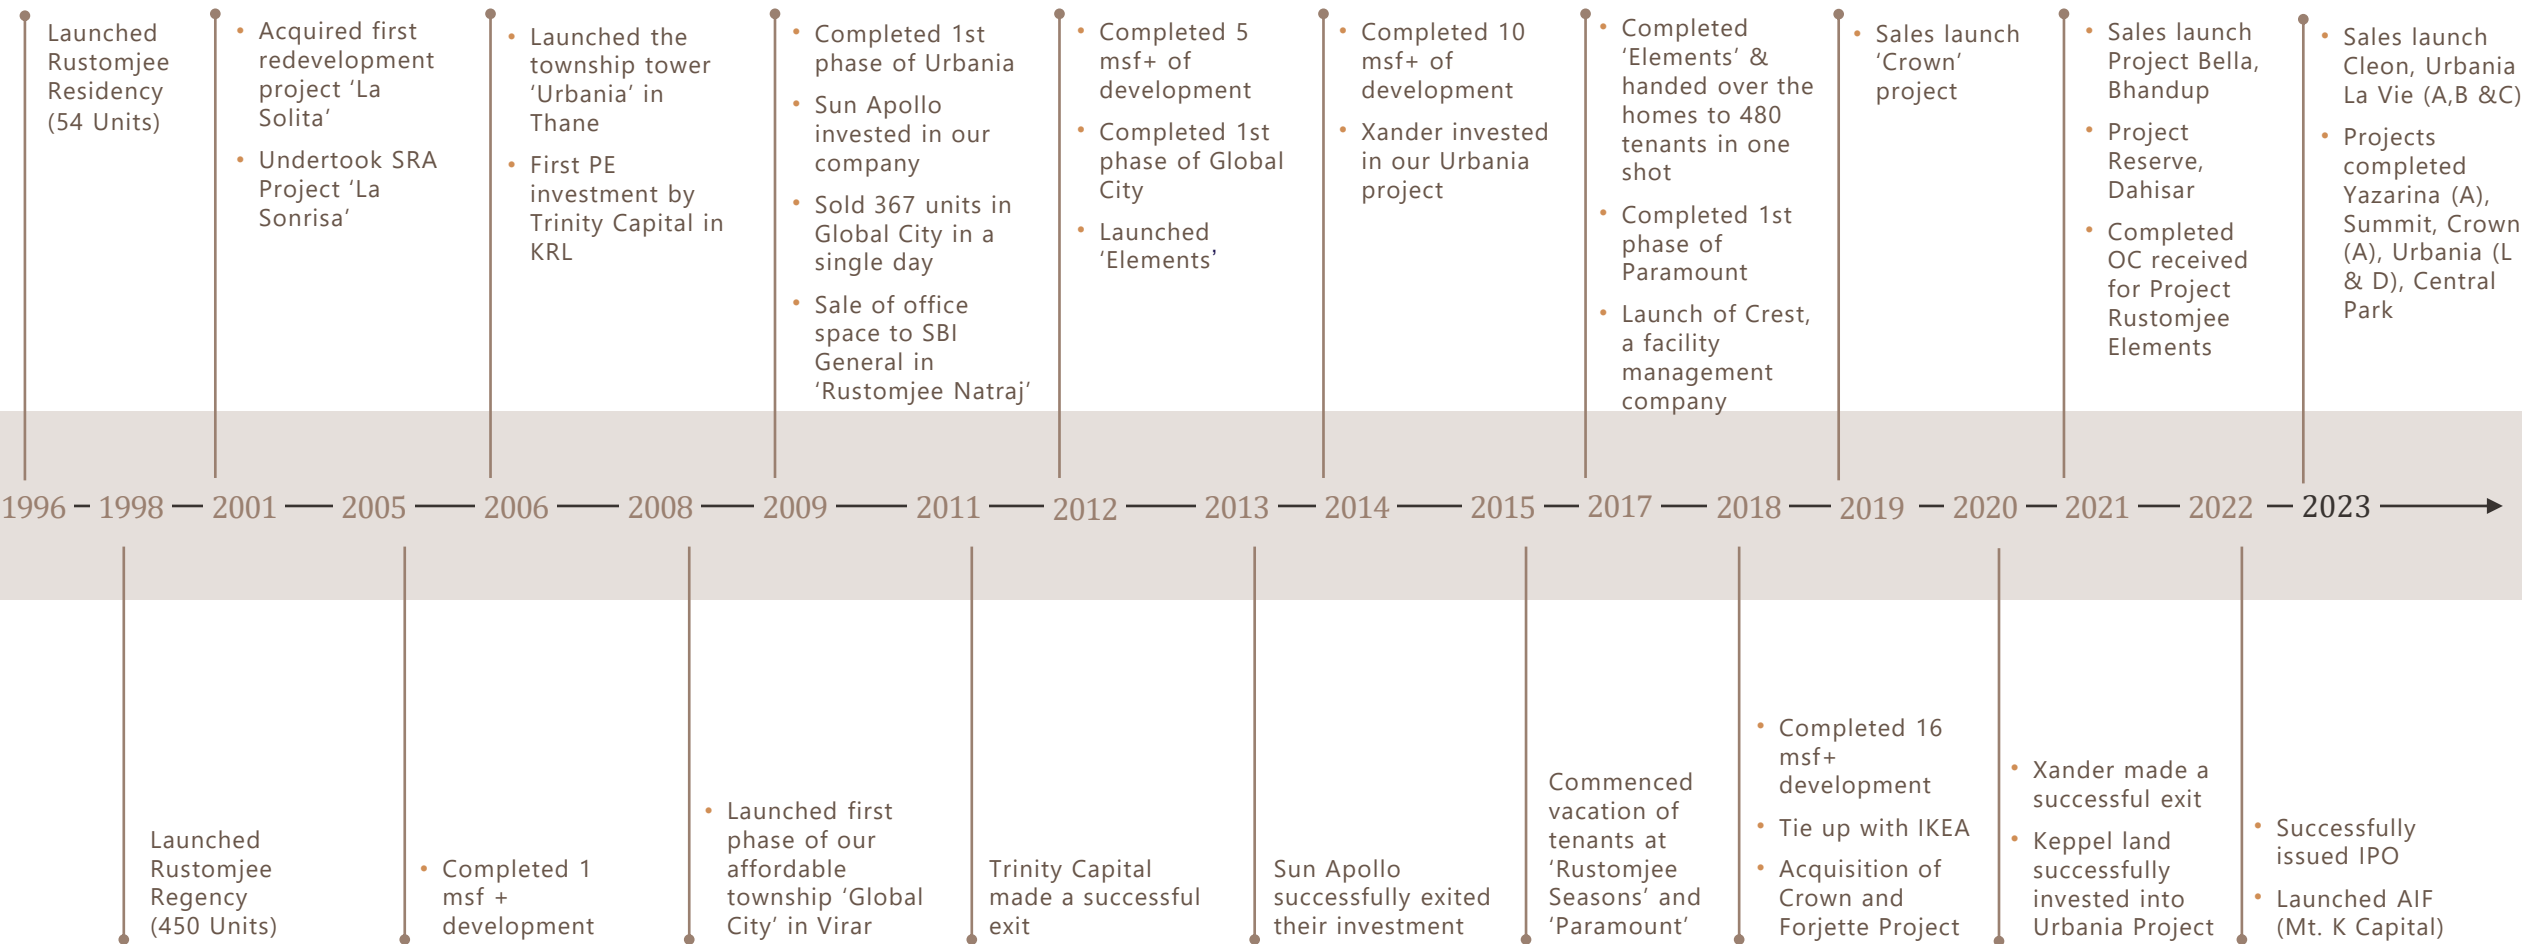 Launched
Rustomjee
Residency
(54 Units)
• Acquired first
redevelopment
project ‘La
Solita’
• Undertook SRA
Project ‘La
Sonrisa’
• Launched the
township tower
‘Urbania’ in
Thane
• First PE
investment by
Trinity Capital in
KRL
• Completed 1st
phase of Urbania
• Sun Apollo
invested in our
company
• Sold 367 units in
Global City in a
single day
• Sale of office
space to SBI
General in
‘Rustomjee Natraj’
• Completed 5
msf+ of
development
• Completed 1st
phase of Global
City
• Launched
‘Elements’
• Completed 10
msf+ of
development
• Xander invested
in our Urbania
project
• Completed
‘Elements’ &
handed over the
homes to 480
tenants in one
shot
• Completed 1st
phase of
Paramount
• Launch of Crest,
a facility
management
company
• Sales launch
‘Crown’
project
• Sales launch
Project Bella,
Bhandup
• Project
Reserve,
Dahisar
• Completed
OC received
for Project
Rustomjee
Elements
• Sales launch
Cleon, Urbania
La Vie (A,B &C)
• Projects
completed
Yazarina (A),
Summit, Crown
(A), Urbania (L
& D), Central
Park
1996 1998 2001 2005 2006 2008 2009 2011 2012 2013 2014 2015 2017 2018 2019 2020 2021 2022 2023
Launched
Rustomjee
Regency
(450 Units)
• Completed 1
msf +
development
• Launched first
phase of our
affordable
township ‘Global
City’ in Virar
Trinity Capital
made a successful
exit
Sun Apollo
successfully exited
their investment
Commenced
vacation of
tenants at
‘Rustomjee
Seasons’ and
‘Paramount’
• Completed 16
msf+
development
• Tie up with IKEA
• Acquisition of
Crown and
Forjette Project
• Xander made a
successful exit
• Keppel land
successfully
invested into
Urbania Project
• Successfully
issued IPO
• Launched AIF
(Mt. K Capital)